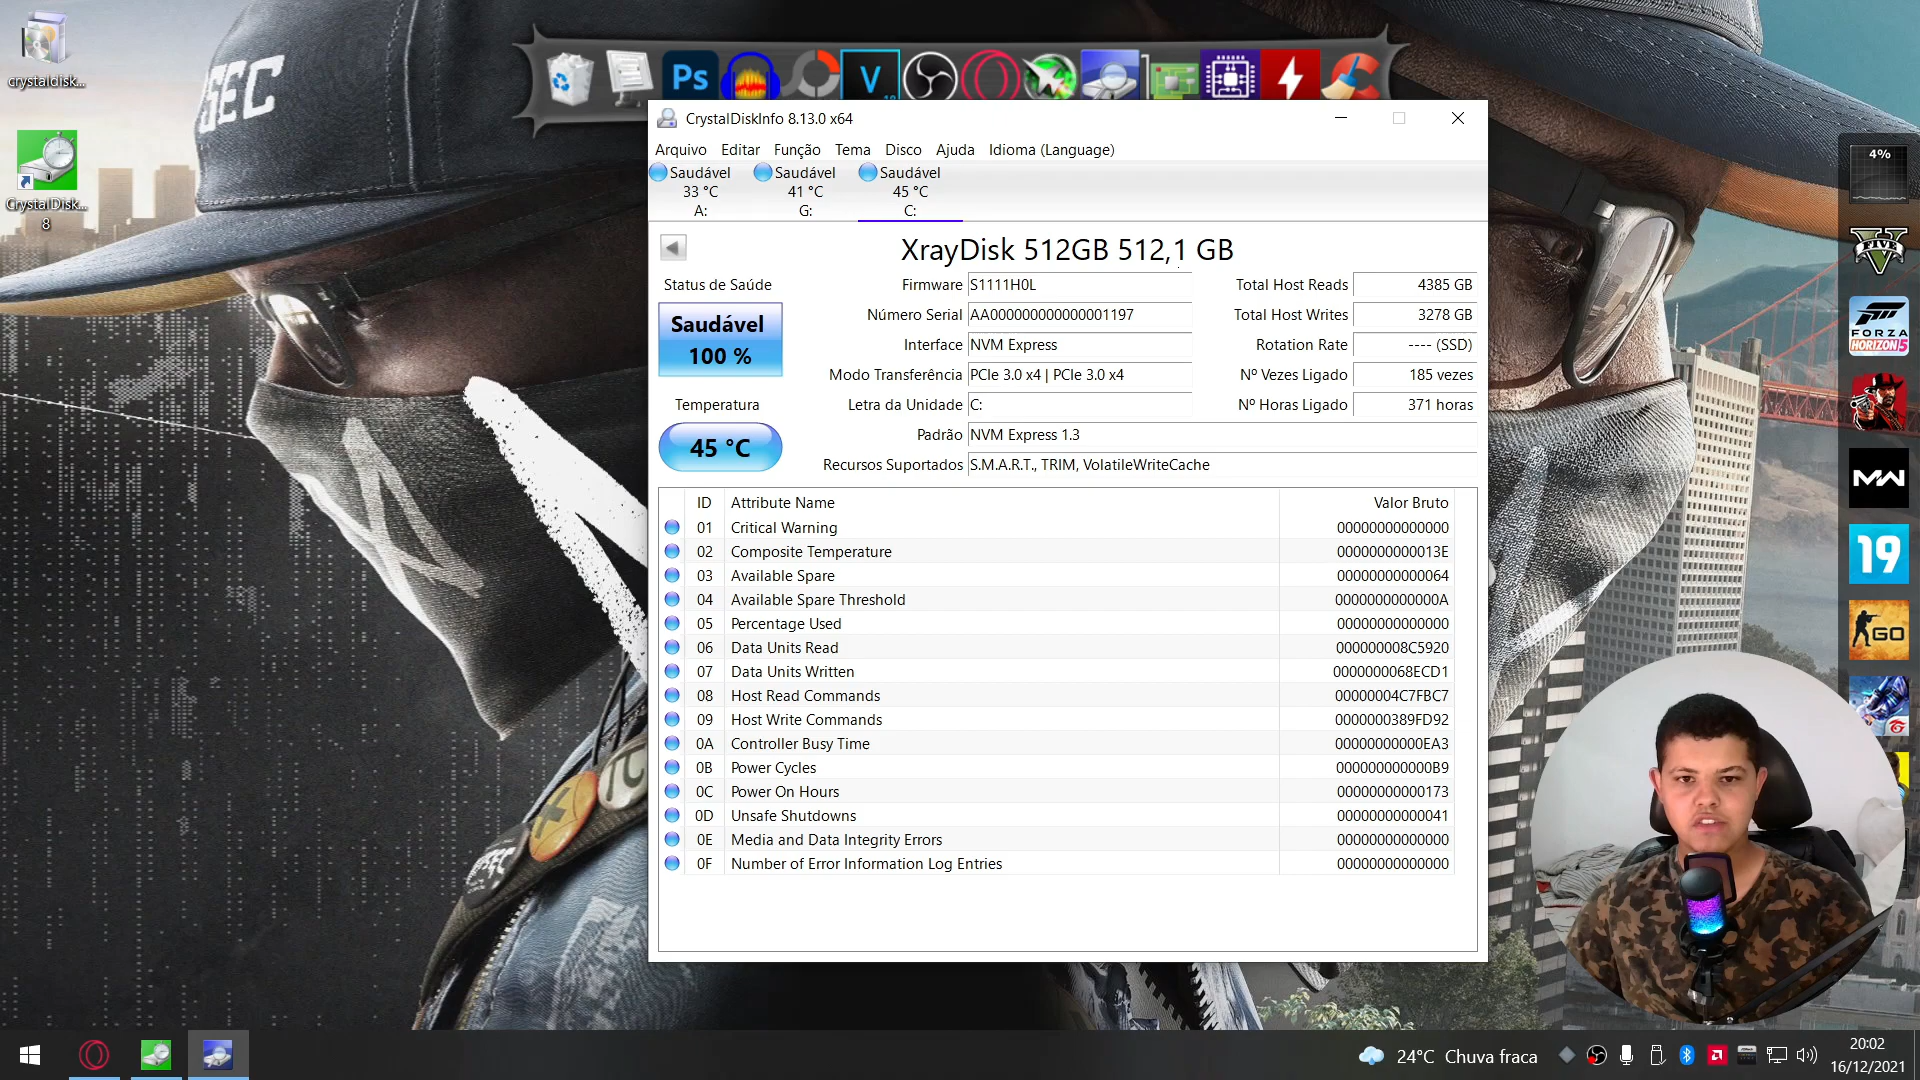 SEC
crystaldisk...
CrystalDisk...
8
Ps
V
CrystalDiskInfo 8.13.0 x64
Arquivo Editar Função Tema Disco Ajuda Idioma (Language)
Saudável Saudável Saudável
33 °C 41 °C 45 °C
A: G: C:
XrayDisk 512GB 512,1 GB
Status de Saúde
Saudável
100 %
Temperatura
45 °C
Firmware S1111H0L
Número Serial AA000000000000001197
Interface NVM Express
Modo Transferência PCIe 3.0 x4 | PCIe 3.0 x4
Letra da Unidade C:
Padrão NVM Express 1.3
Recursos Suportados S.M.A.R.T., TRIM, VolatileWriteCache
Total Host Reads 4385 GB
Total Host Writes 3278 GB
Rotation Rate ---- (SSD)
Nº Vezes Ligado 185 vezes
Nº Horas Ligado 371 horas
ID Attribute Name Valor Bruto
01 Critical Warning 00000000000000
02 Composite Temperature 0000000000013E
03 Available Spare 00000000000064
04 Available Spare Threshold 0000000000000A
05 Percentage Used 00000000000000
06 Data Units Read 000000008C5920
07 Data Units Written 0000000068ECD1
08 Host Read Commands 00000004C7FBC7
09 Host Write Commands 0000000389FD92
0A Controller Busy Time 00000000000EA3
0B Power Cycles 000000000000B9
0C Power On Hours 00000000000173
0D Unsafe Shutdowns 00000000000041
0E Media and Data Integrity Errors 00000000000000
0F Number of Error Information Log Entries 00000000000000
4%
V
FIVE
FORZA
HORIZON 5
MW
19
GO
24°C Chuva fraca
20:02
16/12/2021